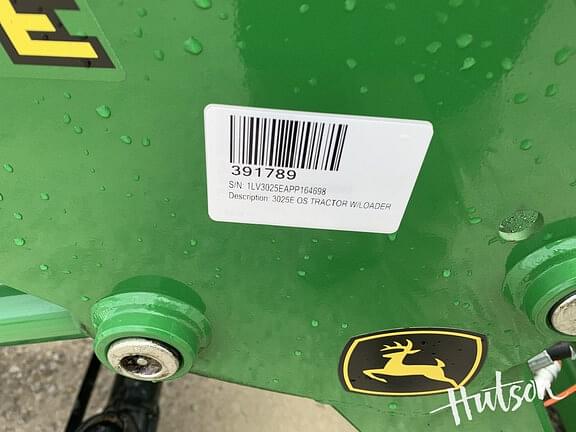 E
391789
S/N: 1LV3025EAPP164698
Description: 3025E OS TRACTOR W/LOADER
Hutson